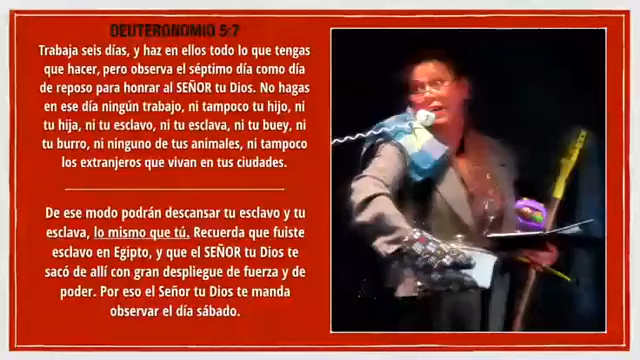 DEUTERONOMIO 5:7
Trabaja seis días, y haz en ellos todo lo que tengas
que hacer, pero observa el séptimo día como día
de reposo para honrar al SEÑOR tu Dios. No hagas
en ese día ningún trabajo, ni tampoco tu hijo, ni
tu hija, ni tu esclavo, ni tu esclava, ni tu buey, ni
tu burro, ni ninguno de tus animales, ni tampoco
los extranjeros que vivan en tus ciudades.
De ese modo podrán descansar tu esclavo y tu
esclava, lo mismo que tú. Recuerda que fuiste
esclavo en Egipto, y que el SEÑOR tu Dios te
sacó de allí con gran despliegue de fuerza y de
poder. Por eso el Señor tu Dios te manda
observar el día sábado.